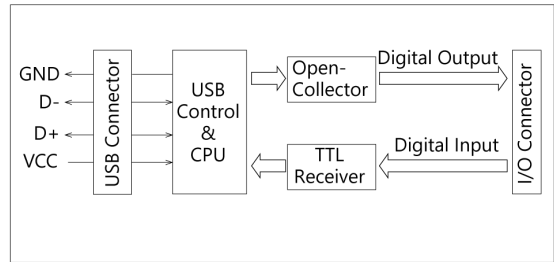 GND
D-
D+
VCC
USB Connector
USB
Control
&
CPU
Open-
Collector
Digital Output
TTL
Receiver
Digital Input
I/O Connector